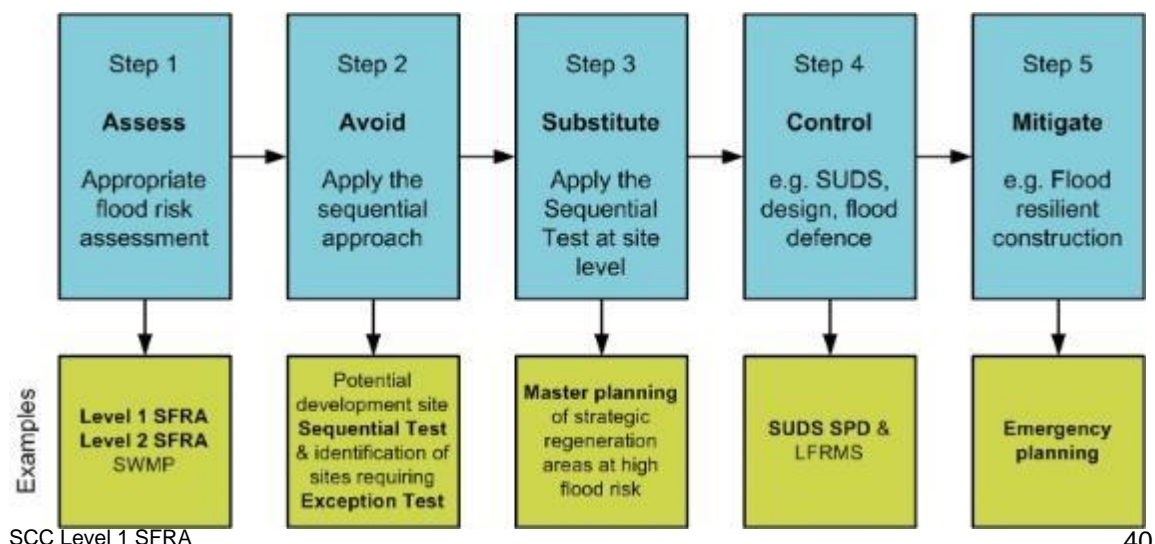 Step 1
Assess
Appropriate
flood risk
assessment
Step 2
Avoid
Apply the
sequential
approach
Step 3
Substitute
Apply the
Sequential
Test at site
level
Step 4
Control
e.g. SUDS,
design, flood
defence
Step 5
Mitigate
e.g. Flood
resilient
construction
Examples
Level 1 SFRA
Level 2 SFRA
SWMP
Potential
development site
Sequential Test
& identification of
sites requiring
Exception Test
Master planning
of strategic
regeneration
areas at high
flood risk
SUDS SPD &
LFRMS
Emergency
planning
SCC Level 1 SFRA
40